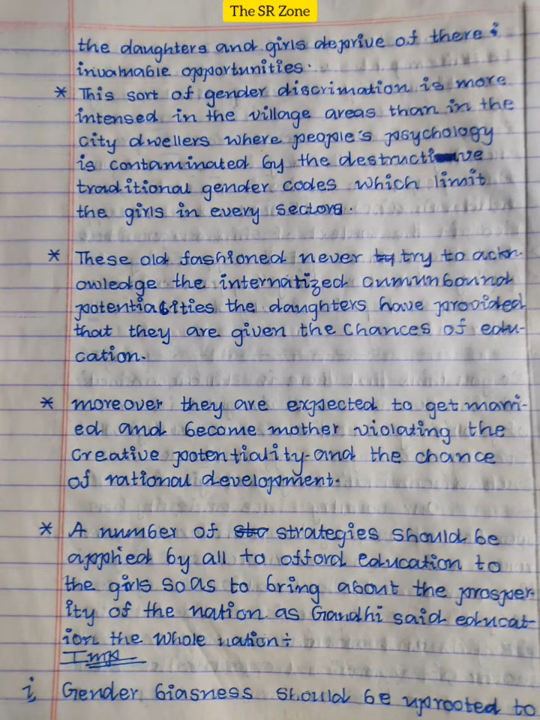 The SR Zone
the daughters and girls deprive of there :
invamable opportunities.
* This sort of gender discrimation is more
intensed in the village areas than in the
city dwellers where people's psychology
is contaminated by the destructive
traditional gender codes which limit
the girls in every sectors.
* These old fashioned never try to ackn-
owledge the internatized
potentialities the daughters have provided
that they are given the chances of edu-
cation.
* moreover they are expected to get marri-
ed and become mother violating the
creative potentiality and the chance
of rational development.
* A number of strategies should be
applied by all to offord education to
the girls so as to bring about the prosper
ity of the nation as Gandhi said educat-
ion the whole nation :
Imp
i, Gender biasness should be uprooted to